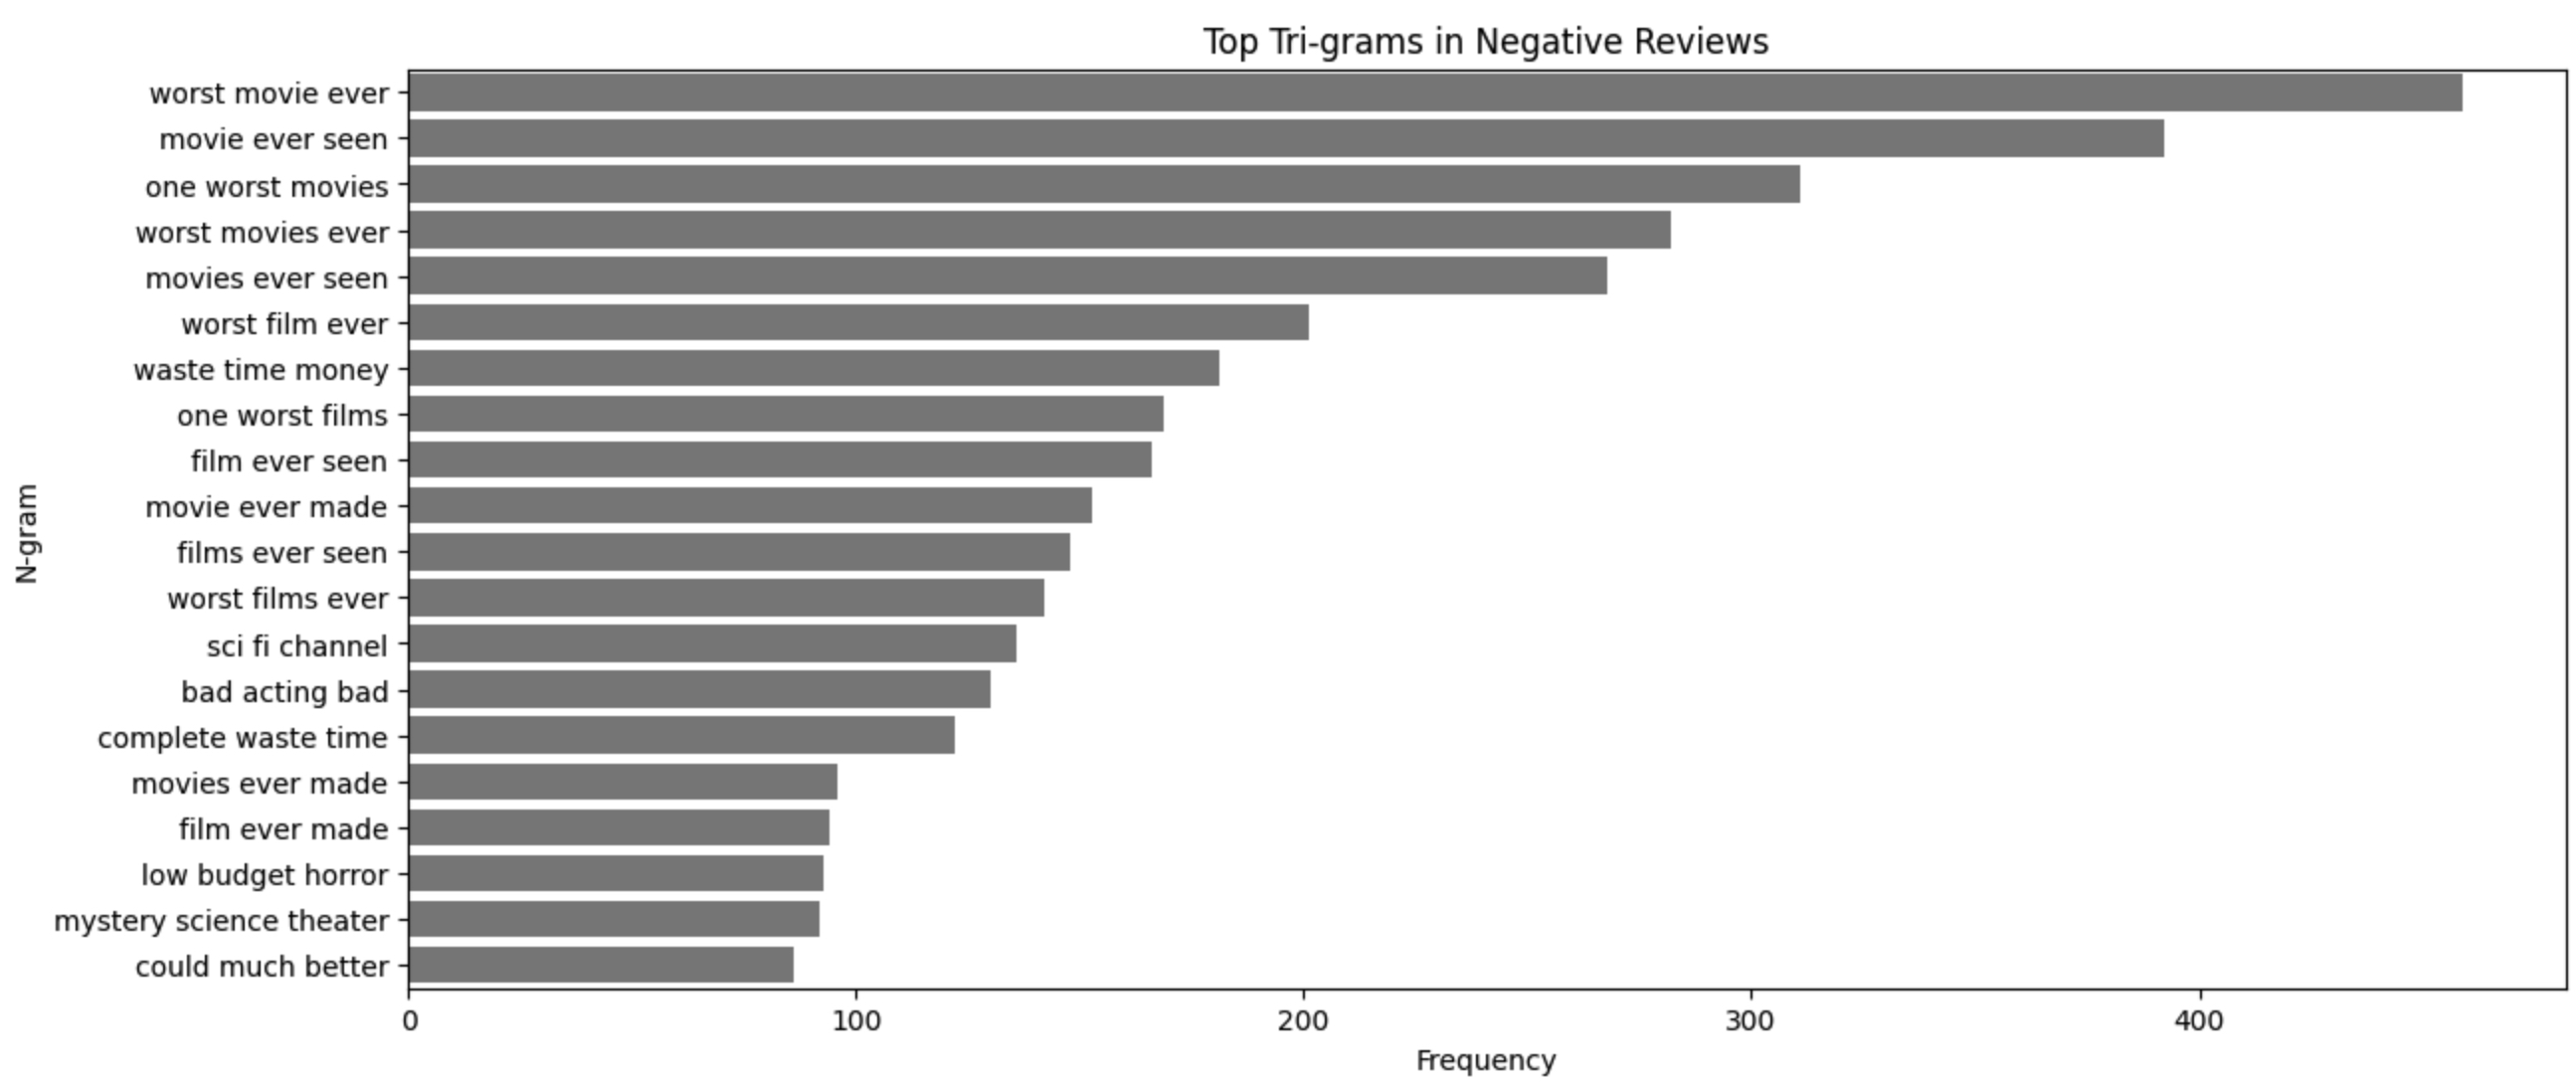 Top Tri-grams in Negative Reviews
worst movie ever
movie ever seen
one worst movies
worst movies ever
movies ever seen
worst film ever
waste time money
one worst films
film ever seen
movie ever made
films ever seen
worst films ever
sci fi channel
bad acting bad
complete waste time
movies ever made
film ever made
low budget horror
mystery science theater
could much better
N-gram
0 100 200 300 400
Frequency